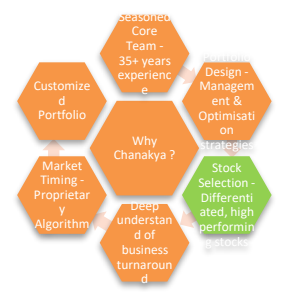 Seasoned
Core
Team -
35+ years
experienc
e
Portfolio
Design -
Managem
ent &
Optimisati
on
strategies
Stock
Selection -
Differenti
ated, high
performin
g stocks
Deep
understan
d of
business
turnaroun
d
Market
Timing -
Proprietar
y
Algorithm
Customize
d
Portfolio
Why
Chanakya ?